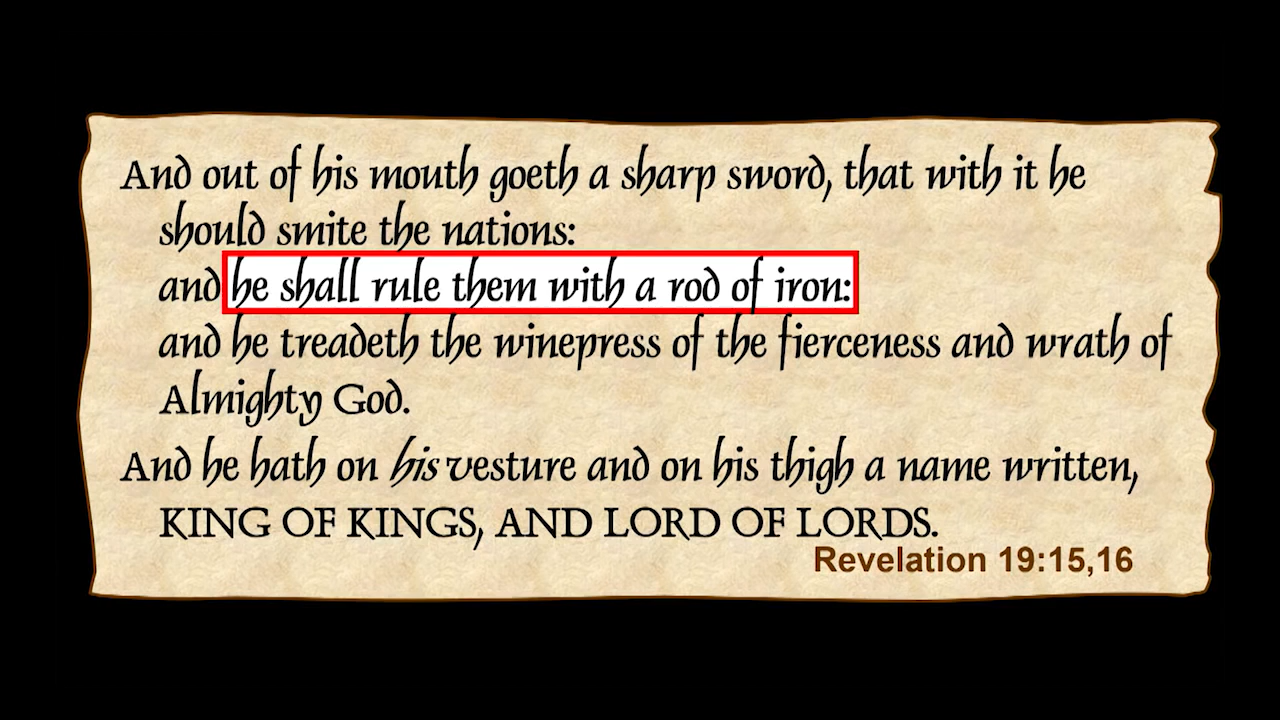 And out of his mouth goeth a sharp sword, that with it he
should smite the nations:
and he shall rule them with a rod of iron:
and he treadeth the winepress of the fierceness and wrath of
Almighty God.
And he hath on his vesture and on his thigh a name written,
KING OF KINGS, AND LORD OF LORDS.
Revelation 19:15,16